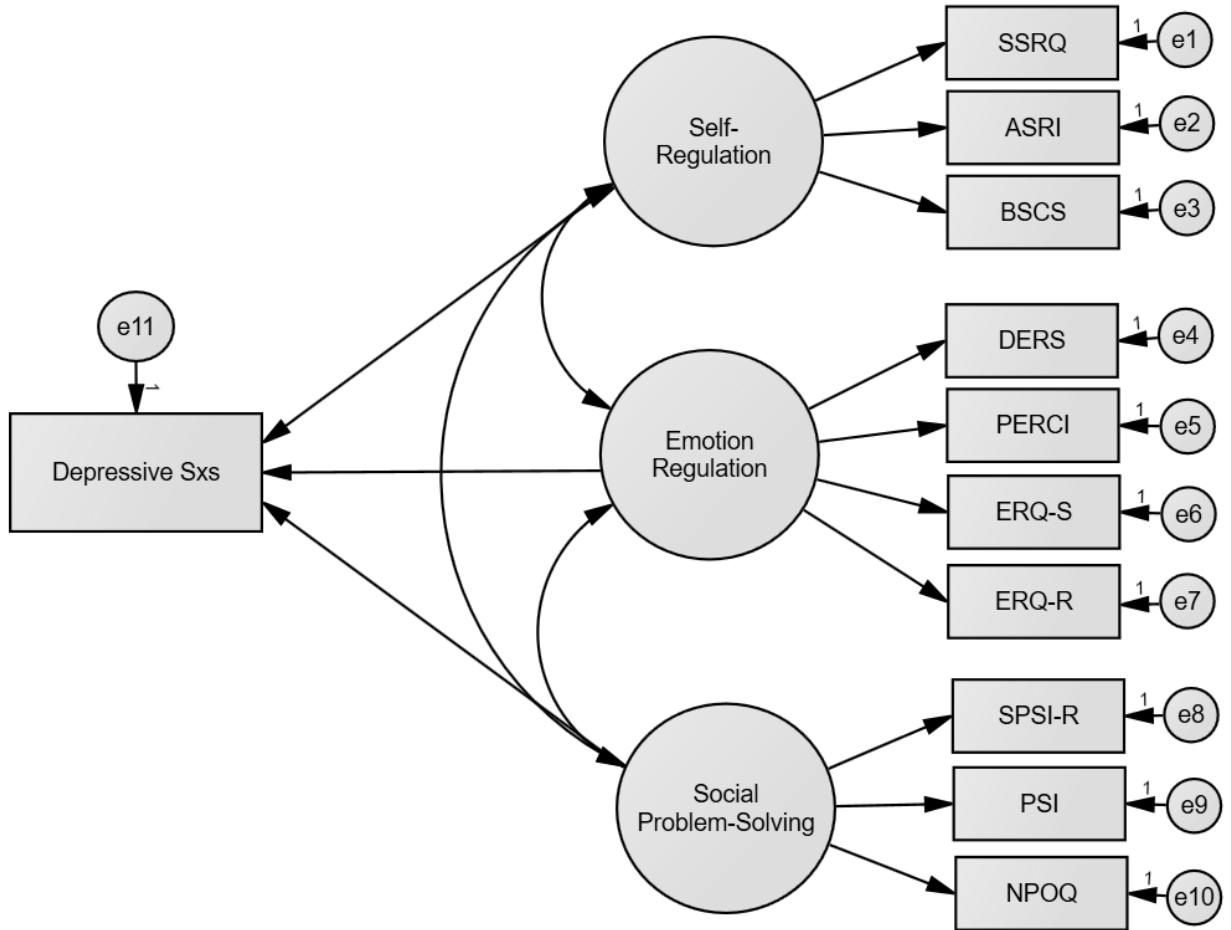 SSRQ
1
e1
Self-
Regulation
ASRI
1
e2
BSCS
1
e3
e11
1
Depressive Sxs
DERS
1
e4
Emotion
Regulation
PERCI
1
e5
ERQ-S
1
e6
ERQ-R
1
e7
SPSI-R
1
e8
Social
Problem-Solving
PSI
1
e9
NPOQ
1
e10